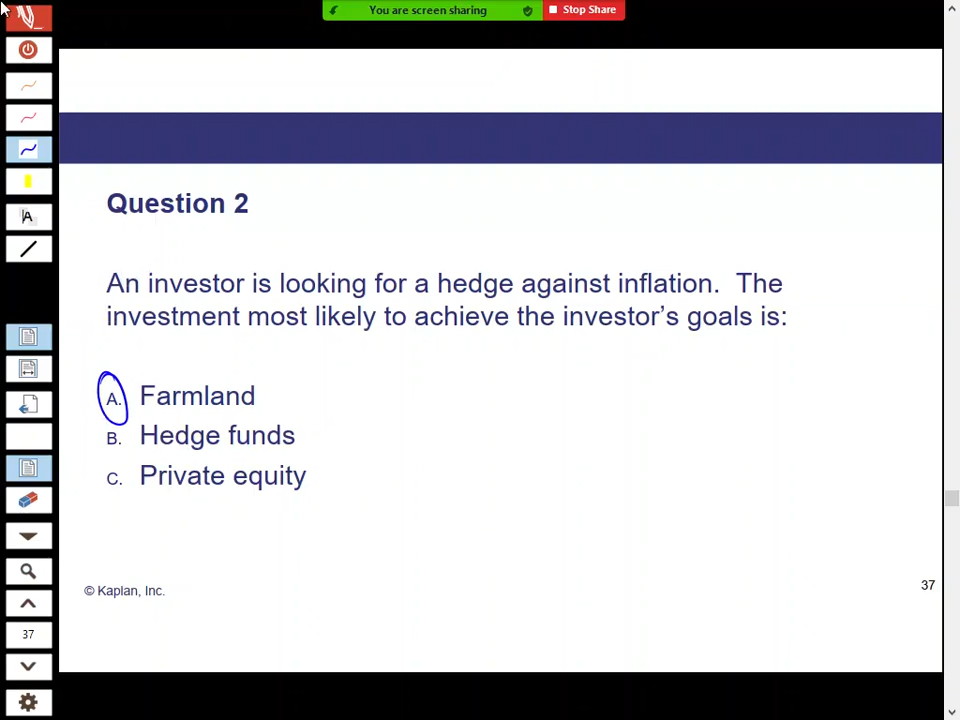 You are screen sharing
Stop Share
A
Question 2
An investor is looking for a hedge against inflation.  The
investment most likely to achieve the investor's goals is:
A. Farmland
B. Hedge funds
C. Private equity
© Kaplan, Inc.
37
37